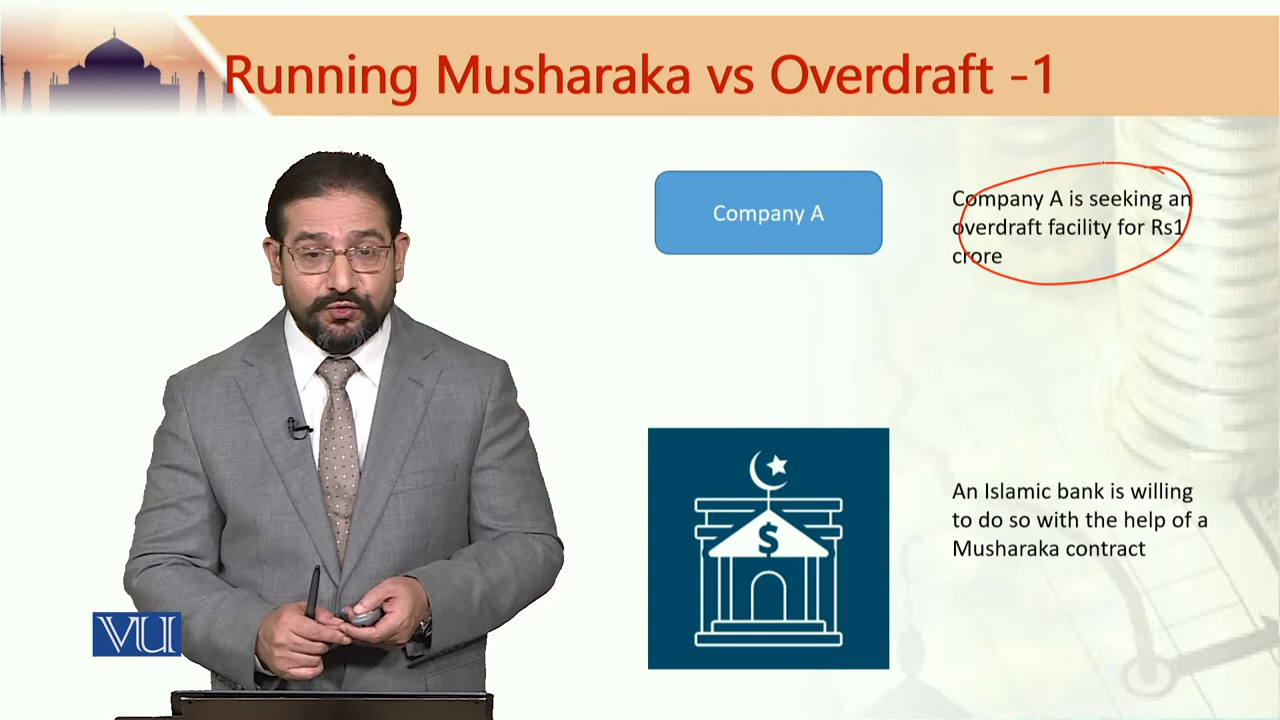 Running Musharaka vs Overdraft -1
Company A
Company A is seeking an
overdraft facility for Rs1
crore
$
An Islamic bank is willing
to do so with the help of a
Musharaka contract
VU